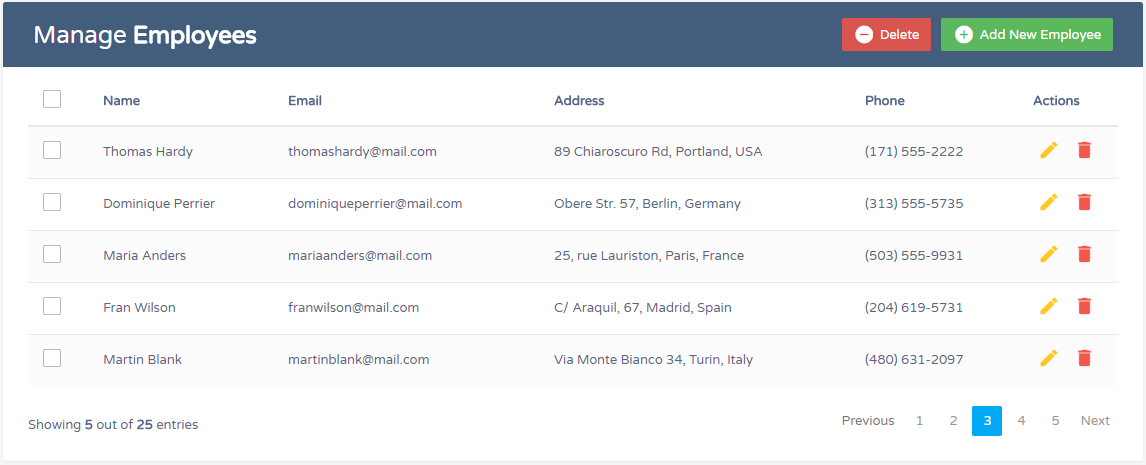 Manage Employees Delete Add New Employee
Name Email Address Phone Actions
Thomas Hardy thomashardy@mail.com 89 Chiaroscuro Rd, Portland, USA (171) 555-2222
Dominique Perrier dominiqueperrier@mail.com Obere Str. 57, Berlin, Germany (313) 555-5735
Maria Anders mariaanders@mail.com 25, rue Lauriston, Paris, France (503) 555-9931
Fran Wilson franwilson@mail.com C/ Araquil, 67, Madrid, Spain (204) 619-5731
Martin Blank martinblank@mail.com Via Monte Bianco 34, Turin, Italy (480) 631-2097
Showing 5 out of 25 entries Previous 1 2 3 4 5 Next